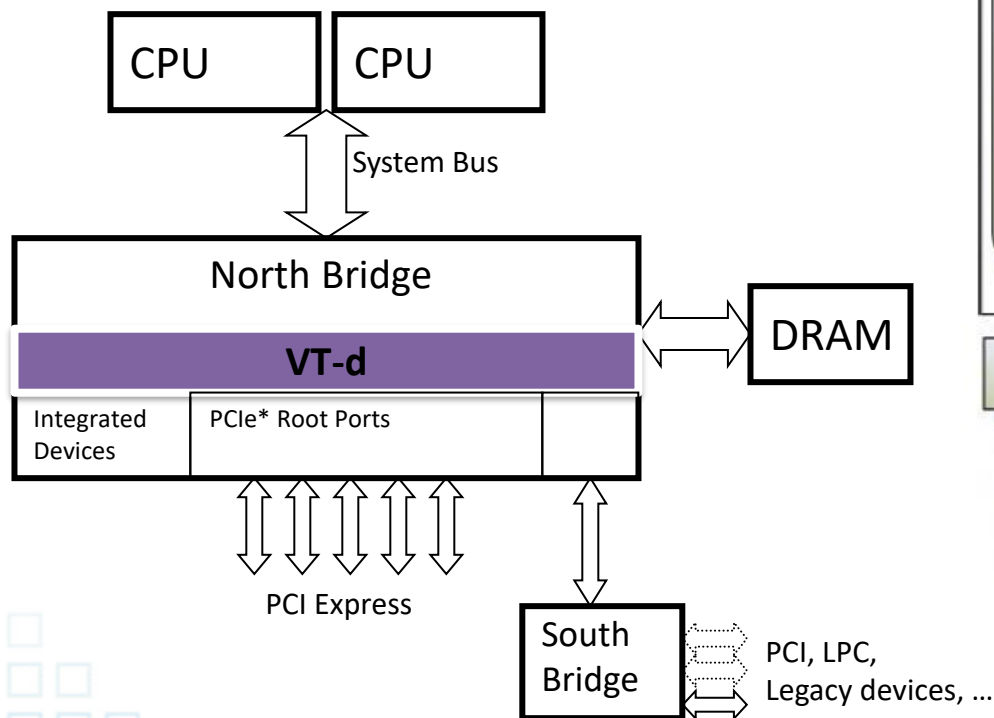 CPU
CPU
System Bus
North Bridge
VT-d
DRAM
Integrated
Devices
PCIe* Root Ports
PCI Express
South
Bridge
PCI, LPC,
Legacy devices, ...